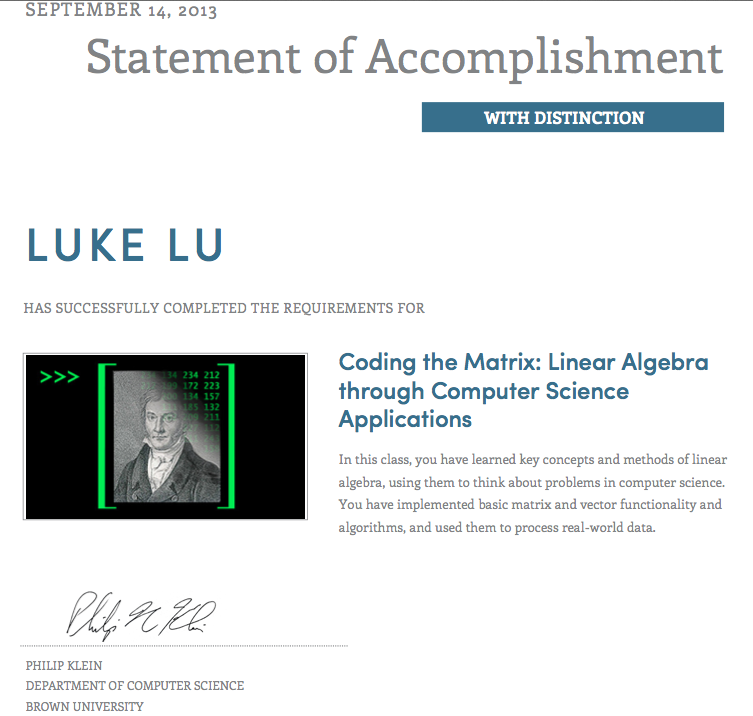 SEPTEMBER 14, 2013
Statement of Accomplishment
WITH DISTINCTION
LUKE LU
HAS SUCCESSFULLY COMPLETED THE REQUIREMENTS FOR
>>>
134 234 212
172 223
134 157
132
211
Coding the Matrix: Linear Algebra
through Computer Science
Applications
In this class, you have learned key concepts and methods of linear
algebra, using them to think about problems in computer science.
You have implemented basic matrix and vector functionality and
algorithms, and used them to process real-world data.
Philip N Klein
PHILIP KLEIN
DEPARTMENT OF COMPUTER SCIENCE
BROWN UNIVERSITY